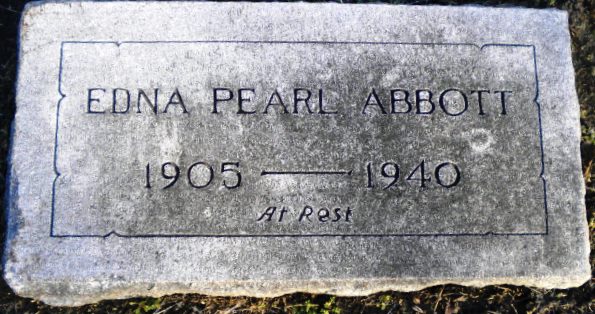 EDNA PEARL ABBOTT
1905 — 1940
At Rest